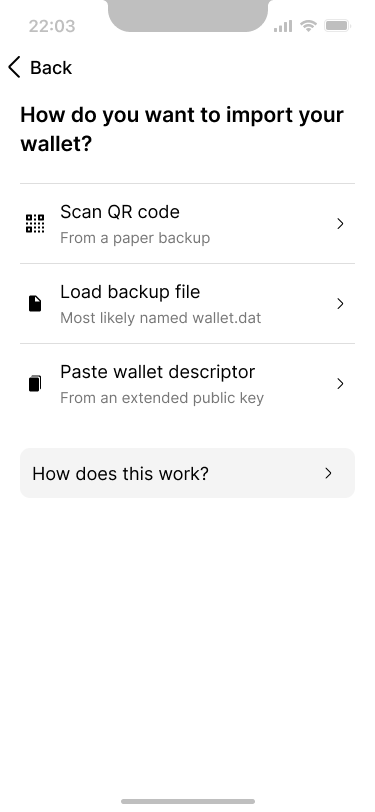 22:03
Back
How do you want to import your
wallet?
Scan QR code
From a paper backup
Load backup file
Most likely named wallet.dat
Paste wallet descriptor
From an extended public key
How does this work?